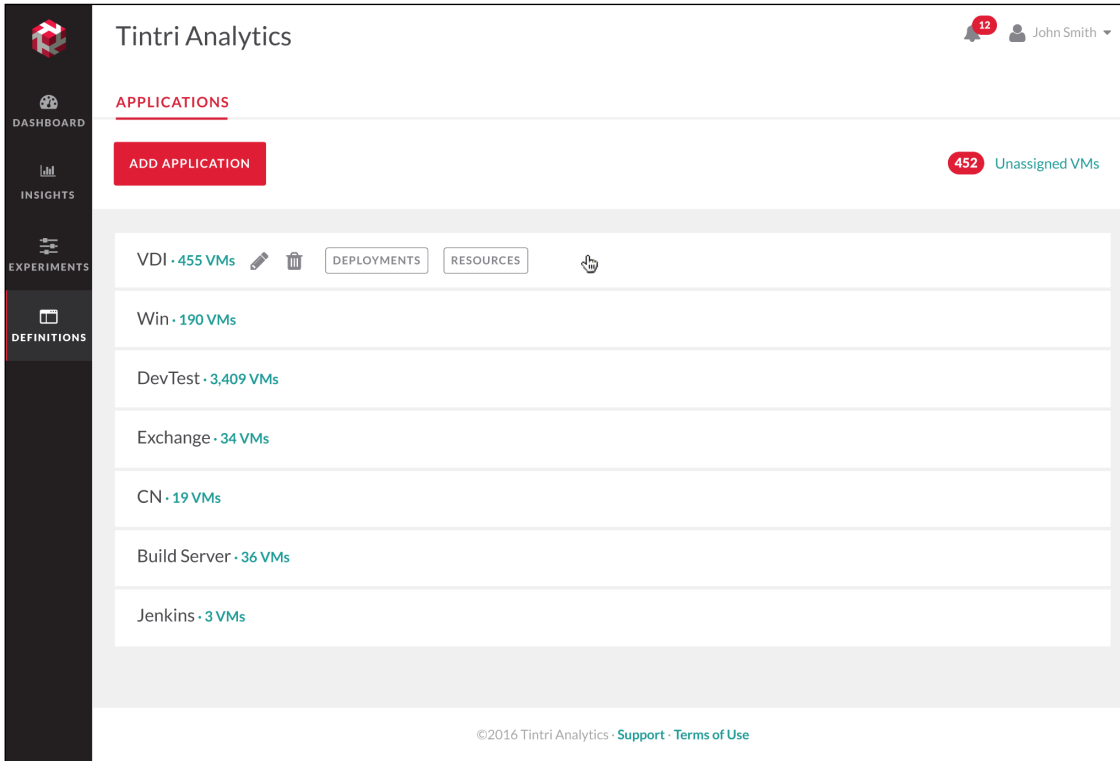 Tintri Analytics
12
John Smith
DASHBOARD
INSIGHTS
EXPERIMENTS
DEFINITIONS
APPLICATIONS
ADD APPLICATION
452 Unassigned VMs
VDI · 455 VMs DEPLOYMENTS RESOURCES
Win · 190 VMs
DevTest · 3,409 VMs
Exchange · 34 VMs
CN · 19 VMs
Build Server · 36 VMs
Jenkins · 3 VMs
©2016 Tintri Analytics · Support · Terms of Use